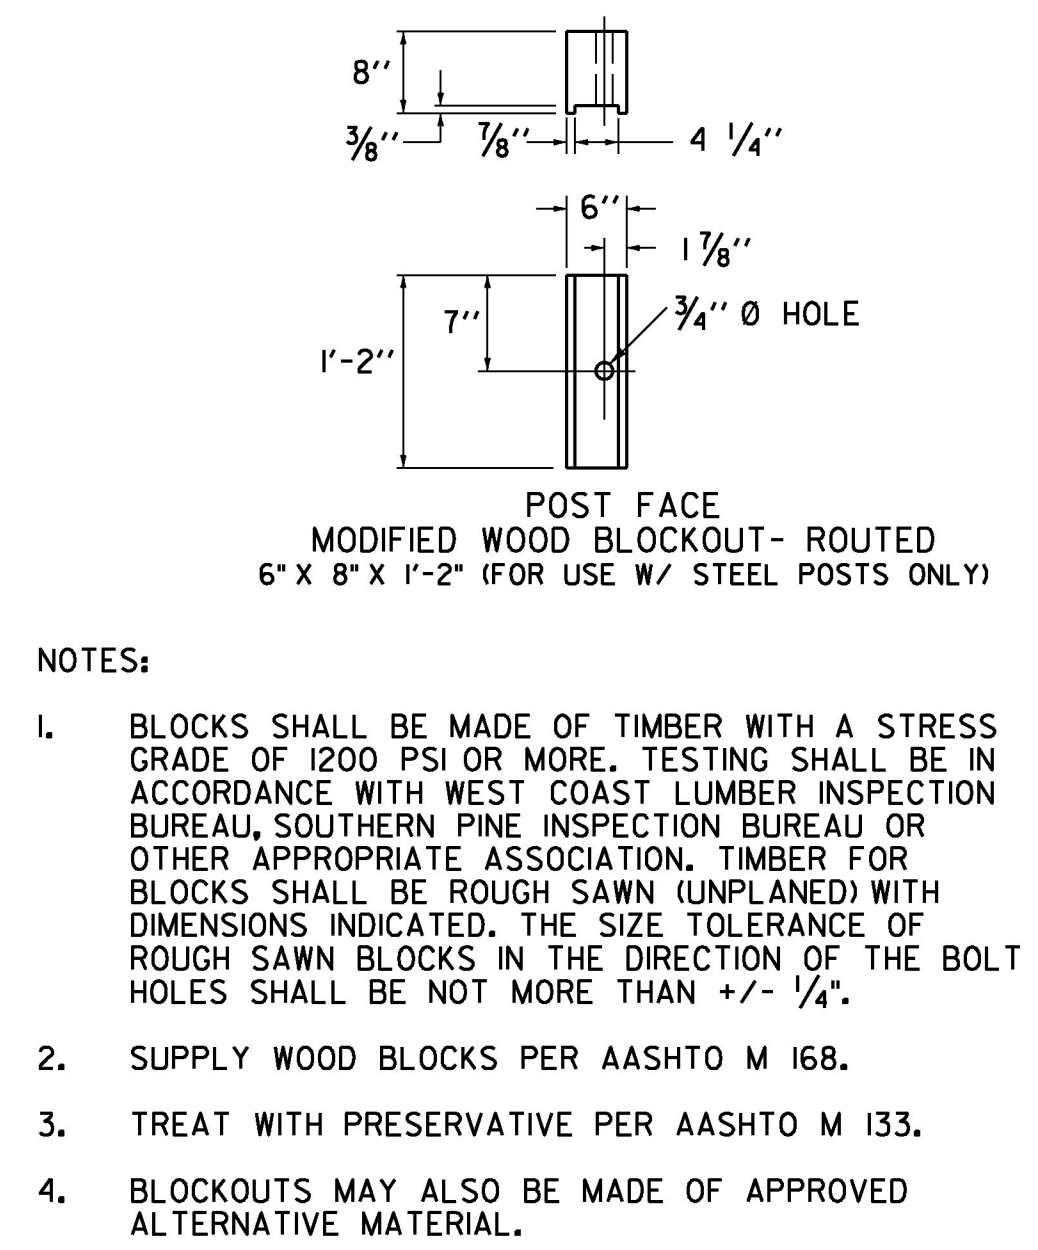 8''
3/8''
7/8''
4 1/4''
6''
1 7/8''
7''
3/4'' Ø HOLE
1'-2''
POST FACE
MODIFIED WOOD BLOCKOUT- ROUTED
6" X 8" X 1'-2" (FOR USE W/ STEEL POSTS ONLY)
NOTES:
1. BLOCKS SHALL BE MADE OF TIMBER WITH A STRESS
GRADE OF 1200 PSI OR MORE. TESTING SHALL BE IN
ACCORDANCE WITH WEST COAST LUMBER INSPECTION
BUREAU, SOUTHERN PINE INSPECTION BUREAU OR
OTHER APPROPRIATE ASSOCIATION. TIMBER FOR
BLOCKS SHALL BE ROUGH SAWN (UNPLANED) WITH
DIMENSIONS INDICATED. THE SIZE TOLERANCE OF
ROUGH SAWN BLOCKS IN THE DIRECTION OF THE BOLT
HOLES SHALL BE NOT MORE THAN +/- 1/4".
2. SUPPLY WOOD BLOCKS PER AASHTO M 168.
3. TREAT WITH PRESERVATIVE PER AASHTO M 133.
4. BLOCKOUTS MAY ALSO BE MADE OF APPROVED
ALTERNATIVE MATERIAL.